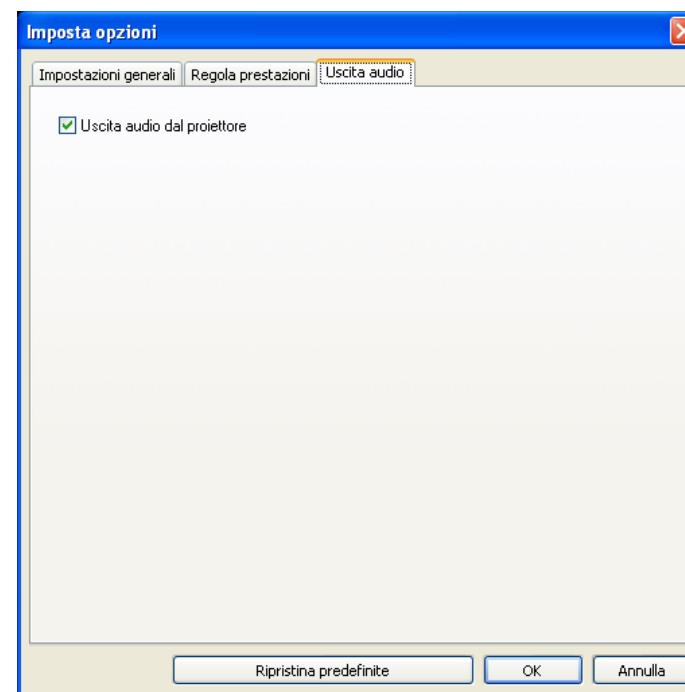 Imposta opzioni
Impostazioni generali Regola prestazioni Uscita audio
Uscita audio dal proiettore
Ripristina predefinite OK Annulla